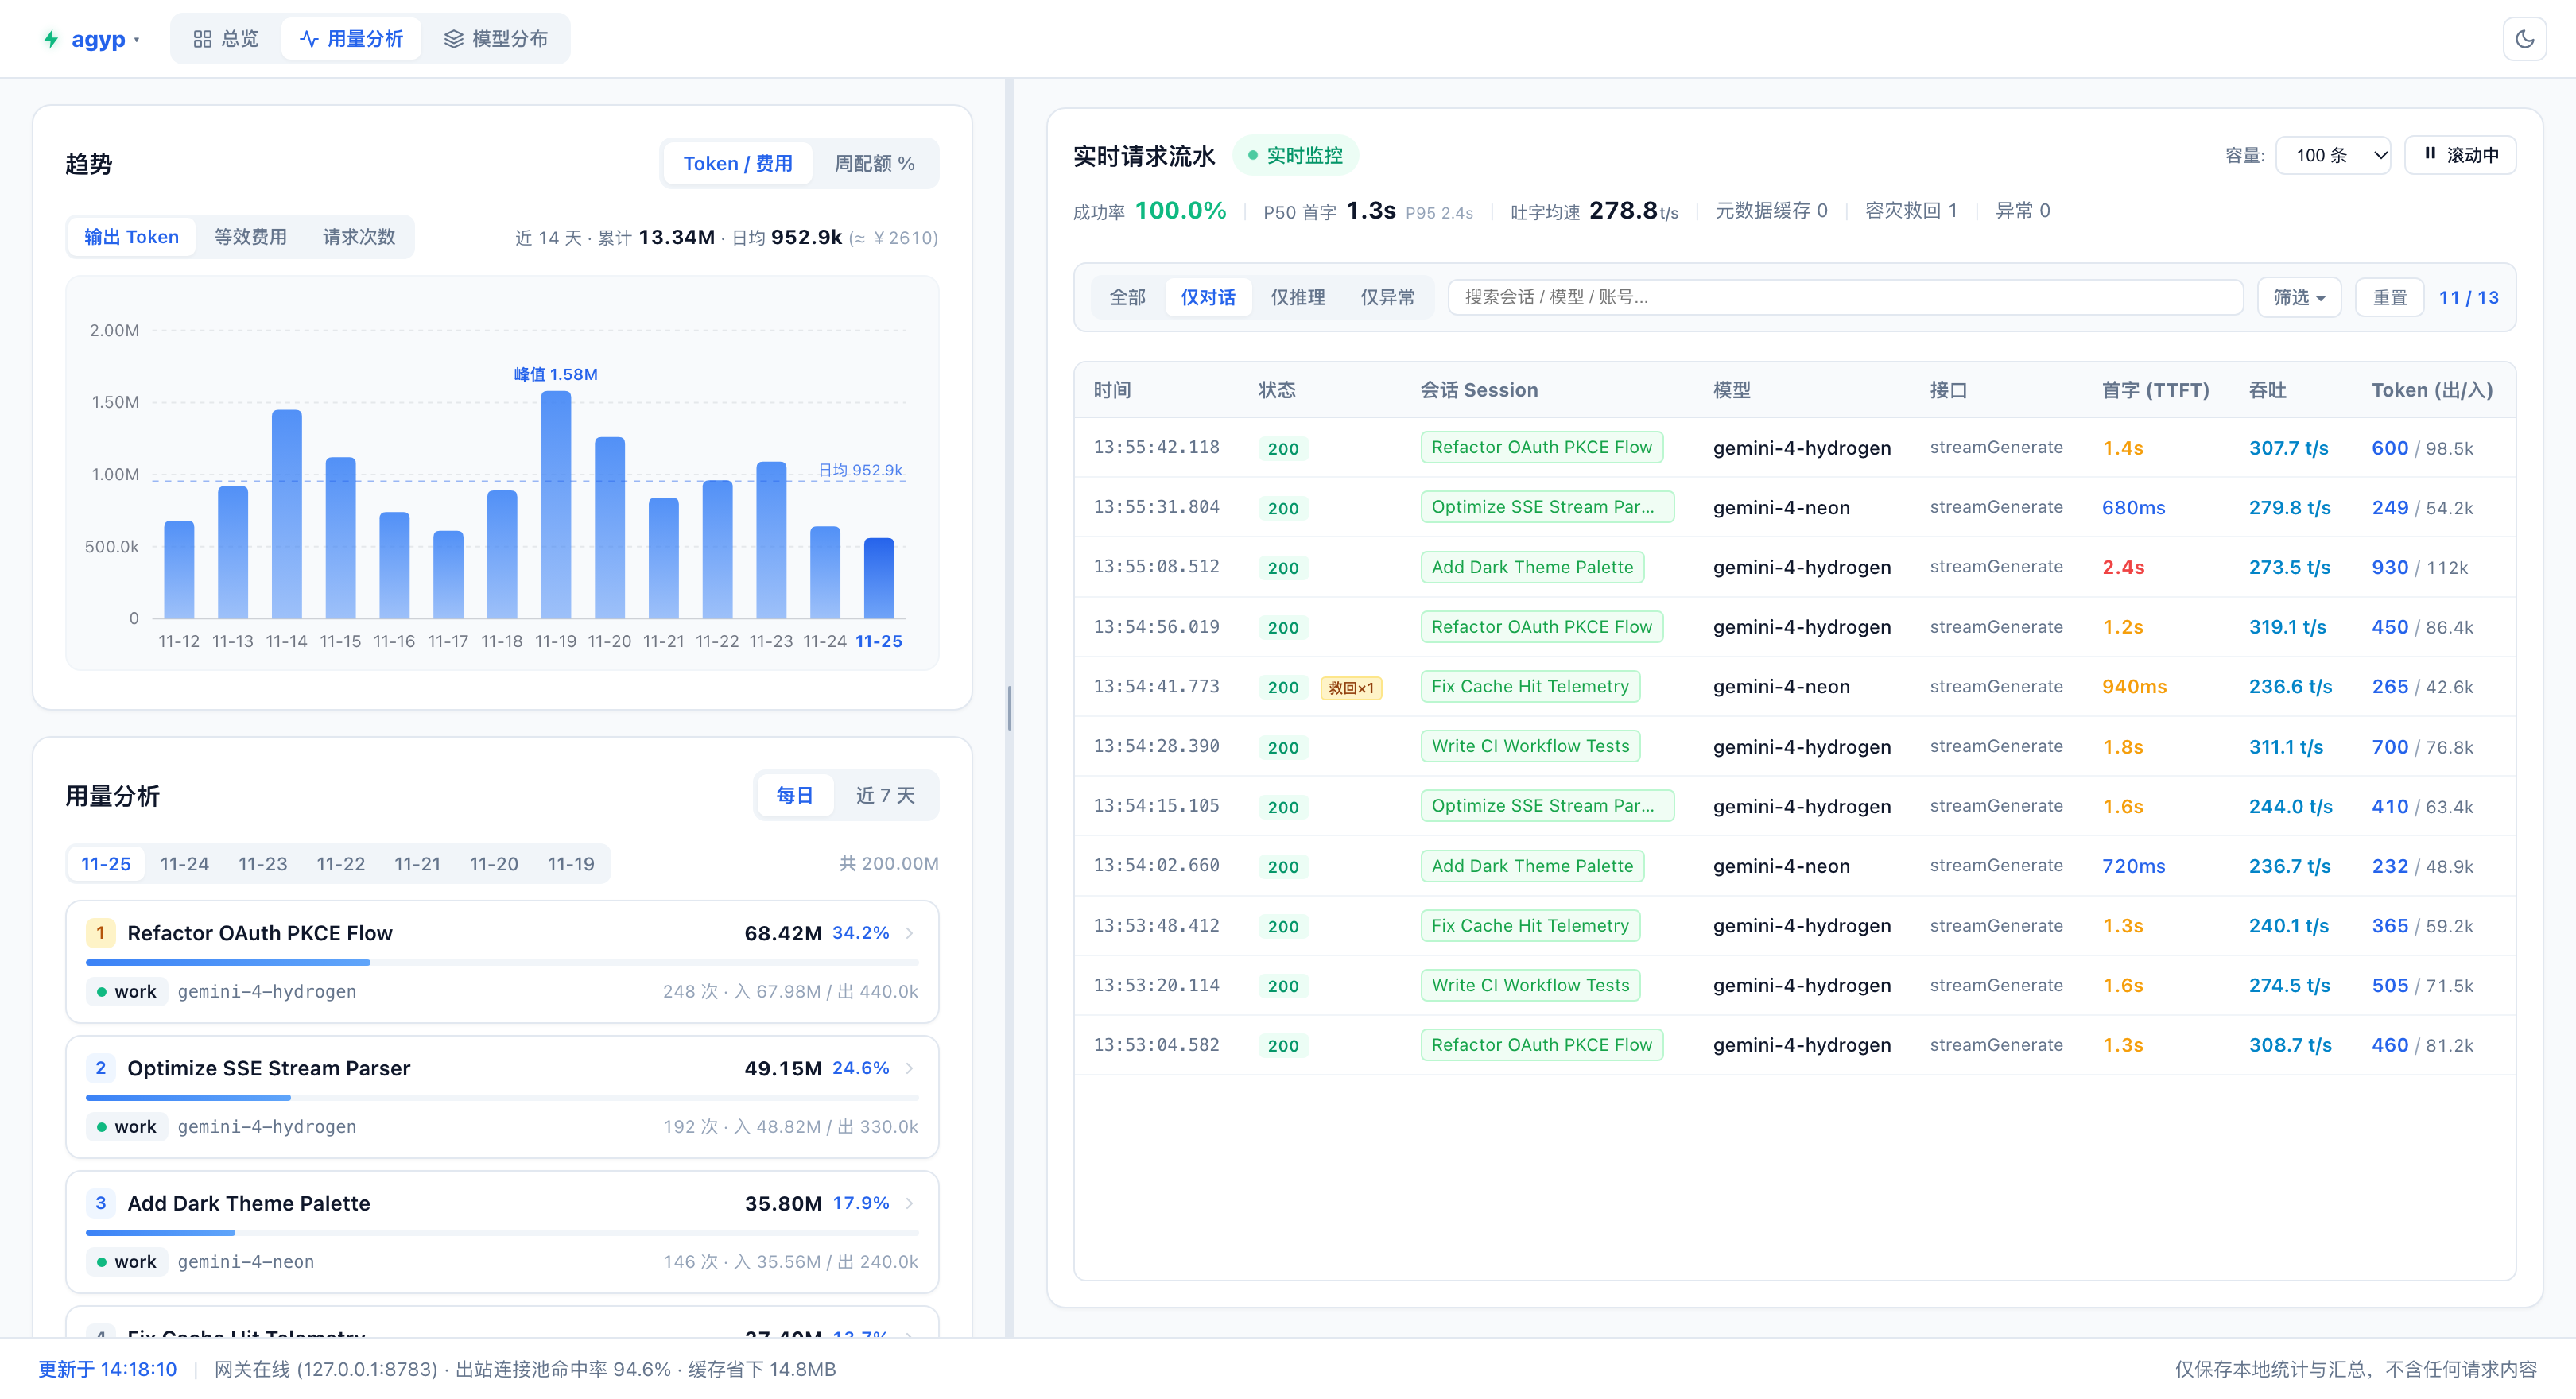 agyp
总览
用量分析
模型分布
趋势
Token / 费用
周配额 %
输出 Token
等效费用
请求次数
近 14 天 · 累计 13.34M · 日均 952.9k (≈ ¥2610)
2.00M
1.50M
1.00M
500.0k
0
峰值 1.58M
日均 952.9k
11-12 11-13 11-14 11-15 11-16 11-17 11-18 11-19 11-20 11-21 11-22 11-23 11-24 11-25
用量分析
每日
近 7 天
11-25 11-24 11-23 11-22 11-21 11-20 11-19
共 200.00M
1 Refactor OAuth PKCE Flow 68.42M 34.2%
work gemini-4-hydrogen 248 次 · 入 67.98M / 出 440.0k
2 Optimize SSE Stream Parser 49.15M 24.6%
work gemini-4-hydrogen 192 次 · 入 48.82M / 出 330.0k
3 Add Dark Theme Palette 35.80M 17.9%
work gemini-4-neon 146 次 · 入 35.56M / 出 240.0k
4 Fix Cache Hit Telemetry 27.40M 13.7%
实时请求流水 实时监控
容量: 100 条 滚动中
成功率 100.0% P50 首字 1.3s P95 2.4s 吐字均速 278.8t/s 元数据缓存 0 容灾救回 1 异常 0
全部 仅对话 仅推理 仅异常 搜索会话 / 模型 / 账号... 筛选 重置 11 / 13
时间 状态 会话 Session 模型 接口 首字 (TTFT) 吞吐 Token (出/入)
13:55:42.118 200 Refactor OAuth PKCE Flow gemini-4-hydrogen streamGenerate 1.4s 307.7 t/s 600 / 98.5k
13:55:31.804 200 Optimize SSE Stream Par... gemini-4-neon streamGenerate 680ms 279.8 t/s 249 / 54.2k
13:55:08.512 200 Add Dark Theme Palette gemini-4-hydrogen streamGenerate 2.4s 273.5 t/s 930 / 112k
13:54:56.019 200 Refactor OAuth PKCE Flow gemini-4-hydrogen streamGenerate 1.2s 319.1 t/s 450 / 86.4k
13:54:41.773 200 救回×1 Fix Cache Hit Telemetry gemini-4-neon streamGenerate 940ms 236.6 t/s 265 / 42.6k
13:54:28.390 200 Write CI Workflow Tests gemini-4-hydrogen streamGenerate 1.8s 311.1 t/s 700 / 76.8k
13:54:15.105 200 Optimize SSE Stream Par... gemini-4-hydrogen streamGenerate 1.6s 244.0 t/s 410 / 63.4k
13:54:02.660 200 Add Dark Theme Palette gemini-4-neon streamGenerate 720ms 236.7 t/s 232 / 48.9k
13:53:48.412 200 Fix Cache Hit Telemetry gemini-4-hydrogen streamGenerate 1.3s 240.1 t/s 365 / 59.2k
13:53:20.114 200 Write CI Workflow Tests gemini-4-hydrogen streamGenerate 1.6s 274.5 t/s 505 / 71.5k
13:53:04.582 200 Refactor OAuth PKCE Flow gemini-4-hydrogen streamGenerate 1.3s 308.7 t/s 460 / 81.2k
更新于 14:18:10 网关在线 (127.0.0.1:8783) · 出站连接池命中率 94.6% · 缓存省下 14.8MB
仅保存本地统计与汇总，不含任何请求内容